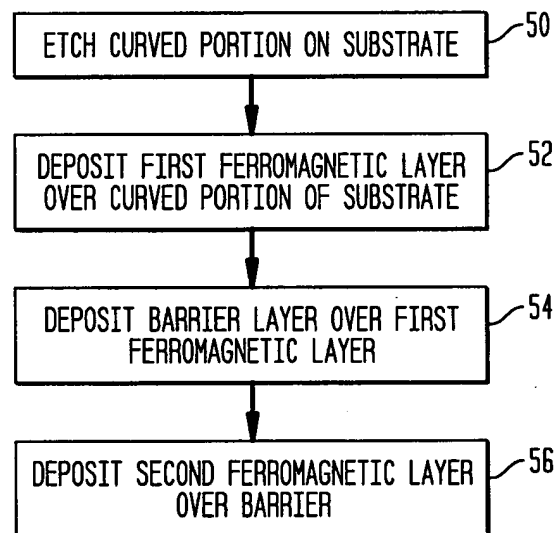 ETCH CURVED PORTION ON SUBSTRATE
50
DEPOSIT FIRST FERROMAGNETIC LAYER
OVER CURVED PORTION OF SUBSTRATE
52
DEPOSIT BARRIER LAYER OVER FIRST
FERROMAGNETIC LAYER
54
DEPOSIT SECOND FERROMAGNETIC LAYER
OVER BARRIER
56